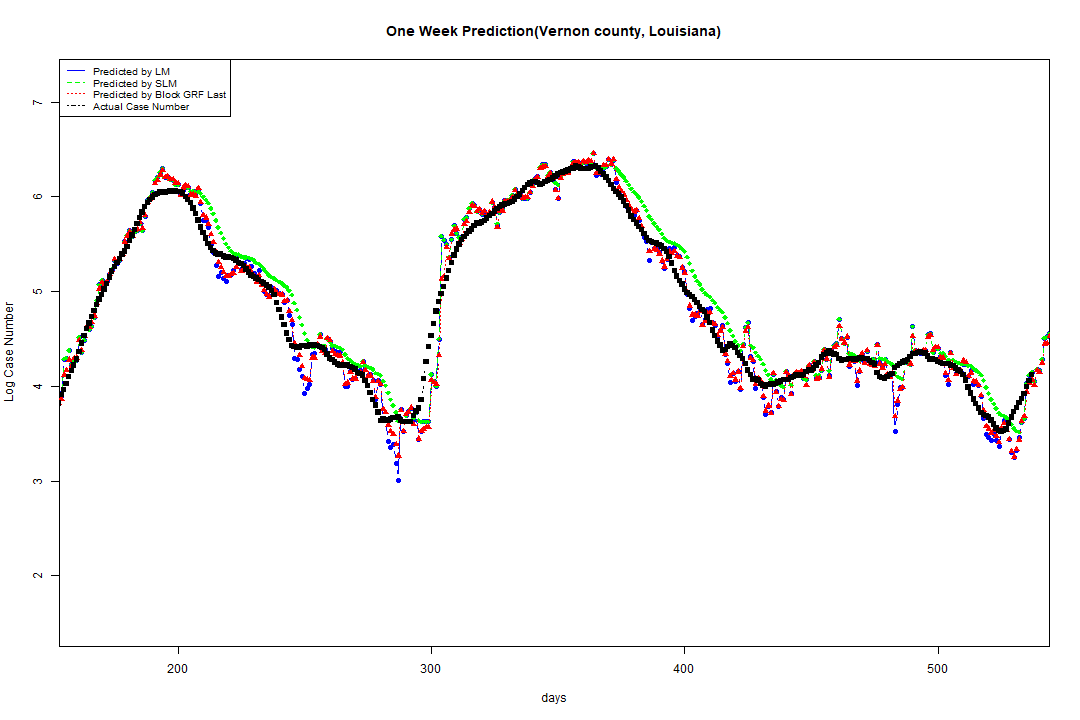 One Week Prediction(Vernon county, Louisiana)
Predicted by LM
Predicted by SLM
Predicted by Block GRF Last
Actual Case Number
7
6
5
4
3
2
Log Case Number
200 300 400 500
days